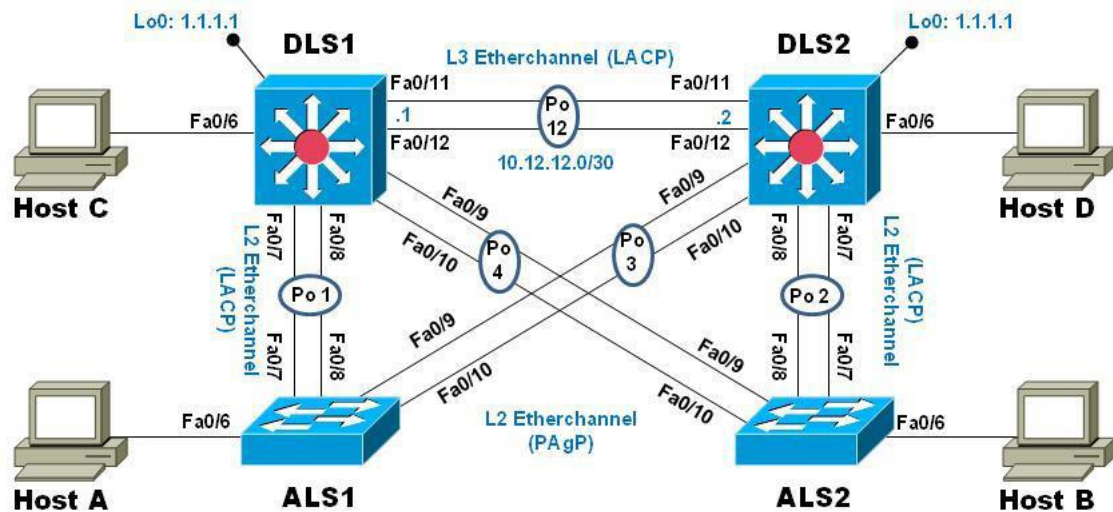 Lo0: 1.1.1.1
Lo0: 1.1.1.1
DLS1
DLS2
L3 Etherchannel (LACP)
Fa0/11
Fa0/11
Po
12
.1
.2
Fa0/6
Fa0/6
Fa0/12
Fa0/12
10.12.12.0/30
Host C
Host D
Fa0/9
Fa0/9
Fa0/10
Fa0/10
Po
4
Po
3
Fa0/7
Fa0/8
Fa0/8
Fa0/7
L2 Etherchannel
(LACP)
L2 Etherchannel
(LACP)
Po 1
Po 2
Fa0/7
Fa0/8
Fa0/8
Fa0/7
Fa0/9
Fa0/9
Fa0/10
Fa0/10
L2 Etherchannel
(PAgP)
Fa0/6
Fa0/6
Host A
ALS1
ALS2
Host B